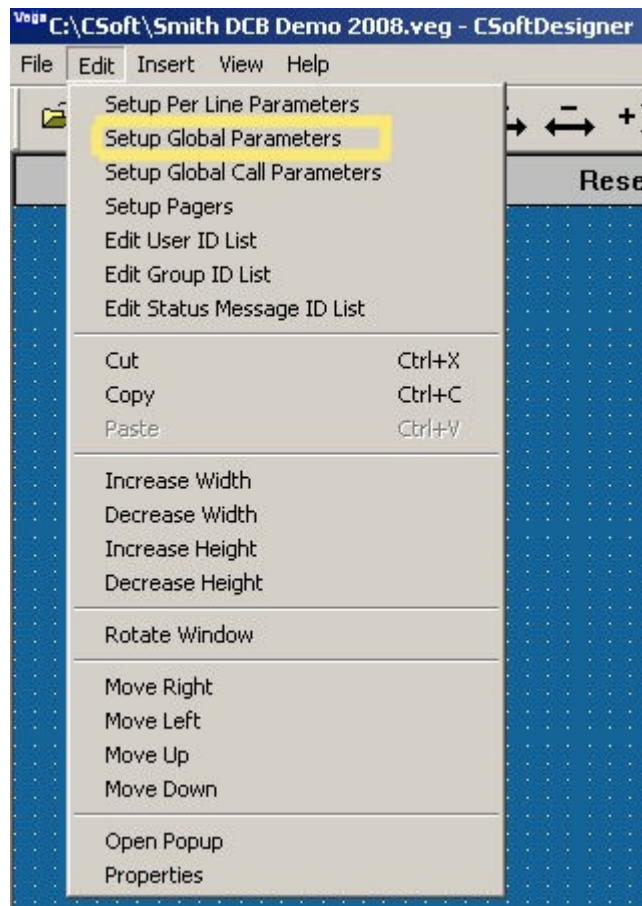 Vega C:\CSoft\Smith DCB Demo 2008.veg - CSoftDesigner
File Edit Insert View Help
Setup Per Line Parameters
Setup Global Parameters
Setup Global Call Parameters
Setup Pagers
Edit User ID List
Edit Group ID List
Edit Status Message ID List
Cut Ctrl+X
Copy Ctrl+C
Paste Ctrl+V
Increase Width
Decrease Width
Increase Height
Decrease Height
Rotate Window
Move Right
Move Left
Move Up
Move Down
Open Popup
Properties
Rese